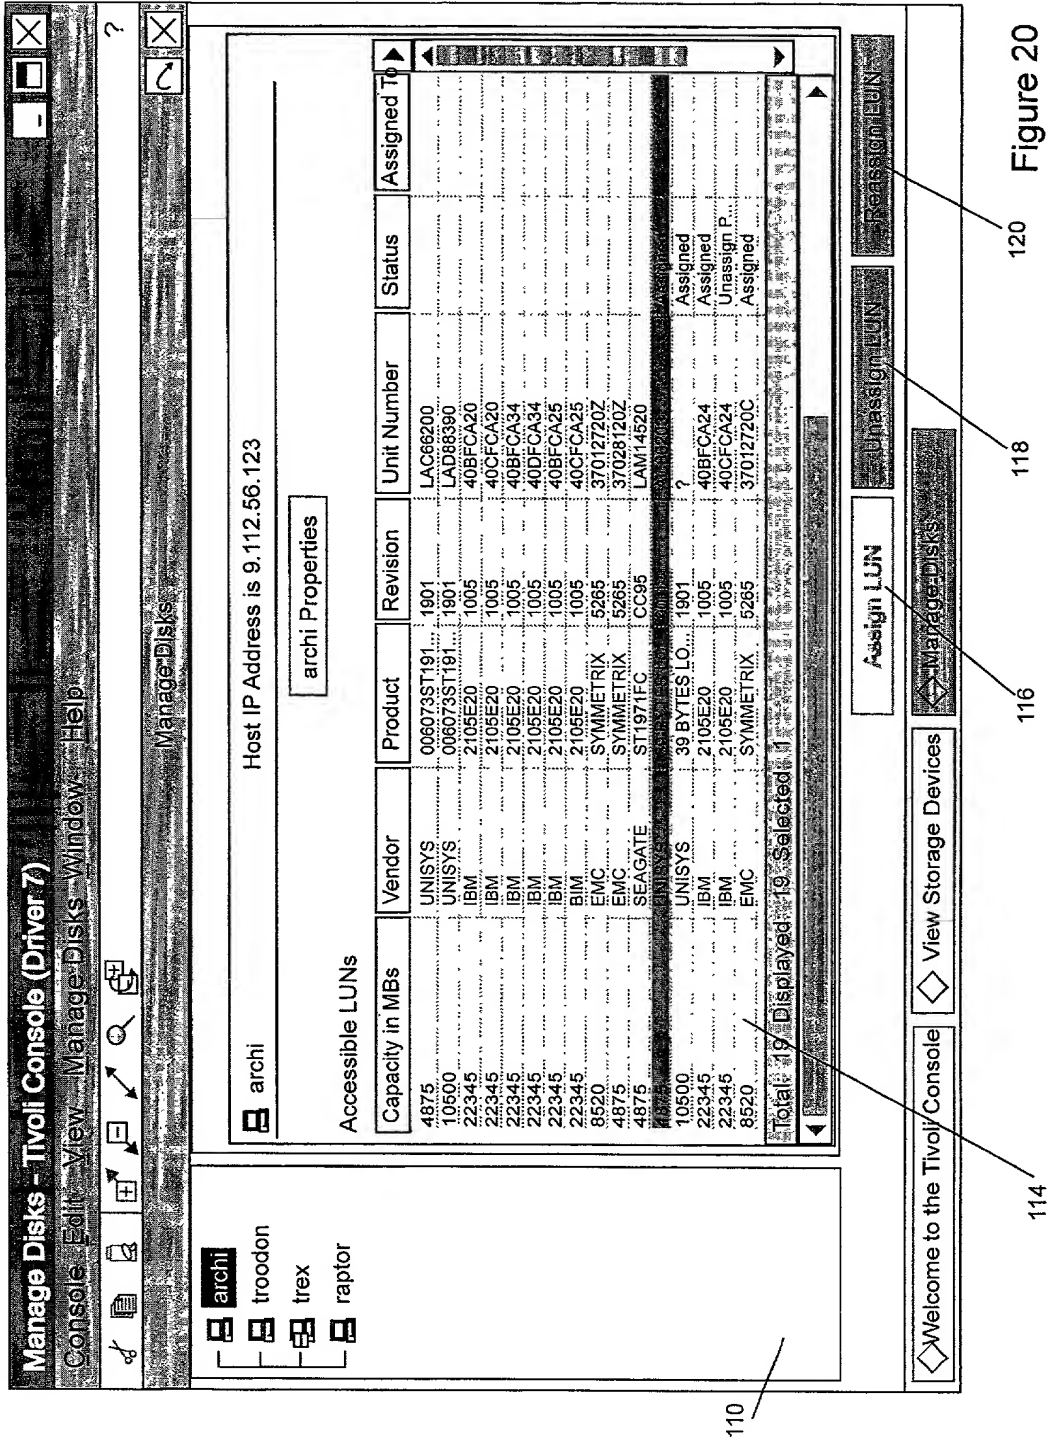 Manage Disks – Tivoli Console (Driver 7)
Console Edit View Manage Disks Window Help
?
Manage Disks
archi
troodon
trex
raptor
archi Host IP Address is 9.112.56.123
archi Properties
Accessible LUNs
Capacity in MBs Vendor Product Revision Unit Number Status Assigned To
4875 UNISYS 006073ST191... 1901 LAC66200
10500 UNISYS 006073ST191... 1901 LAD88390
22345 IBM 2105E20 1005 40BFCA20
22345 IBM 2105E20 1005 40CFCA20
22345 IBM 2105E20 1005 40BFCA34
22345 IBM 2105E20 1005 40DFCA34
22345 IBM 2105E20 1005 40BFCA25
22345 BIM 2105E20 1005 40CFCA25
8520 EMC SYMMETRIX 5265 37012720Z
4875 EMC SYMMETRIX 5265 37028120Z
4875 SEAGATE ST1971FC CC95 LAM14520
4875 UNISYS
10500 UNISYS 39 BYTES LO... 1901 ? Assigned
22345 IBM 2105E20 1005 40BFCA24 Assigned
22345 IBM 2105E20 1005 40CFCA24 Unassign P...
8520 EMC SYMMETRIX 5265 37012720C Assigned
Total: 19 Displayed: 19 Selected: 1
Assign LUN Unassign LUN Reassign LUN
Welcome to the Tivoli Console View Storage Devices Manage Disks
110
114
116
118
120
Figure 20